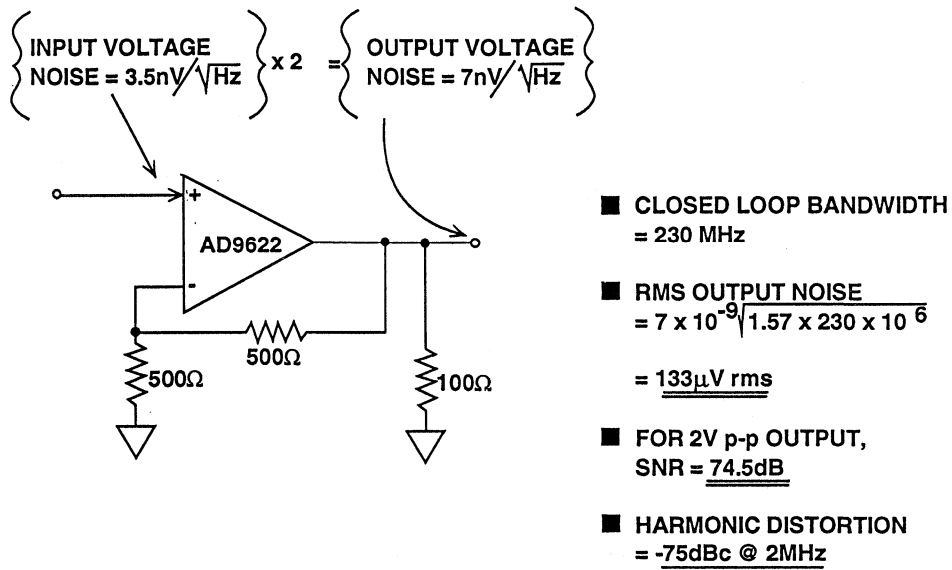 INPUT VOLTAGE
NOISE = 3.5nV/√Hz
x 2 =
OUTPUT VOLTAGE
NOISE = 7nV/√Hz
+
AD9622
-
500Ω
500Ω
100Ω
■ CLOSED LOOP BANDWIDTH
= 230 MHz
■ RMS OUTPUT NOISE
= 7 x 10⁻⁹√1.57 x 230 x 10⁶
= 133µV rms
■ FOR 2V p-p OUTPUT,
SNR = 74.5dB
■ HARMONIC DISTORTION
= -75dBc @ 2MHz